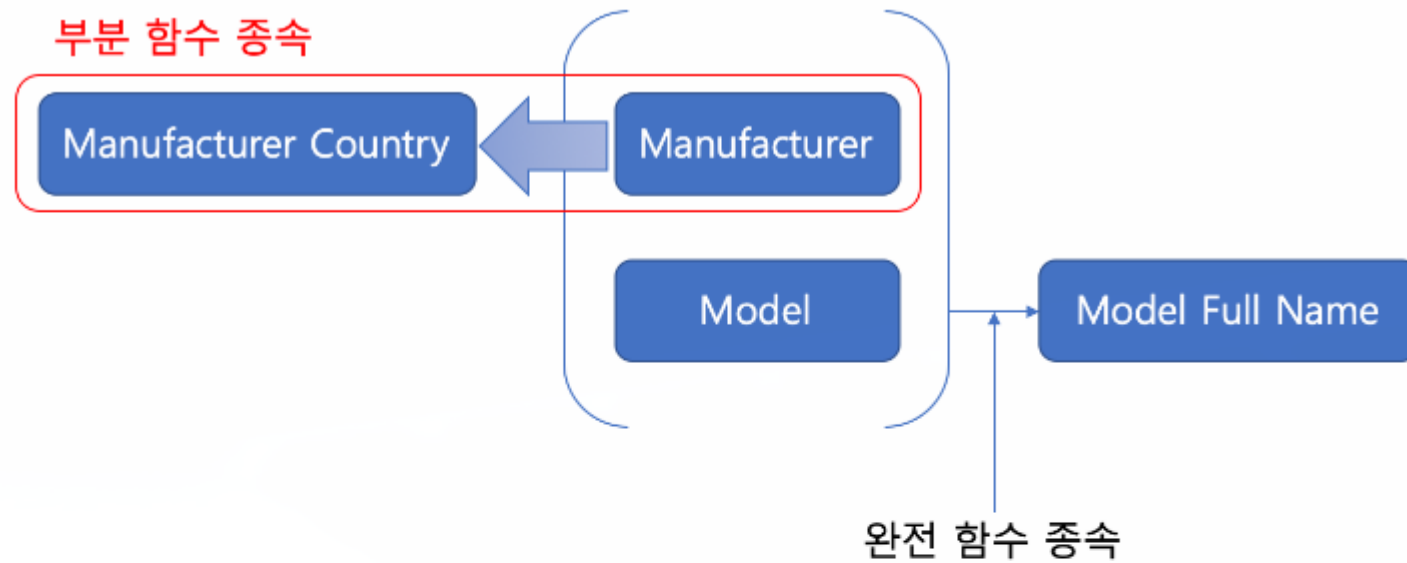 부분 함수 종속
Manufacturer Country
Manufacturer
Model
Model Full Name
완전 함수 종속